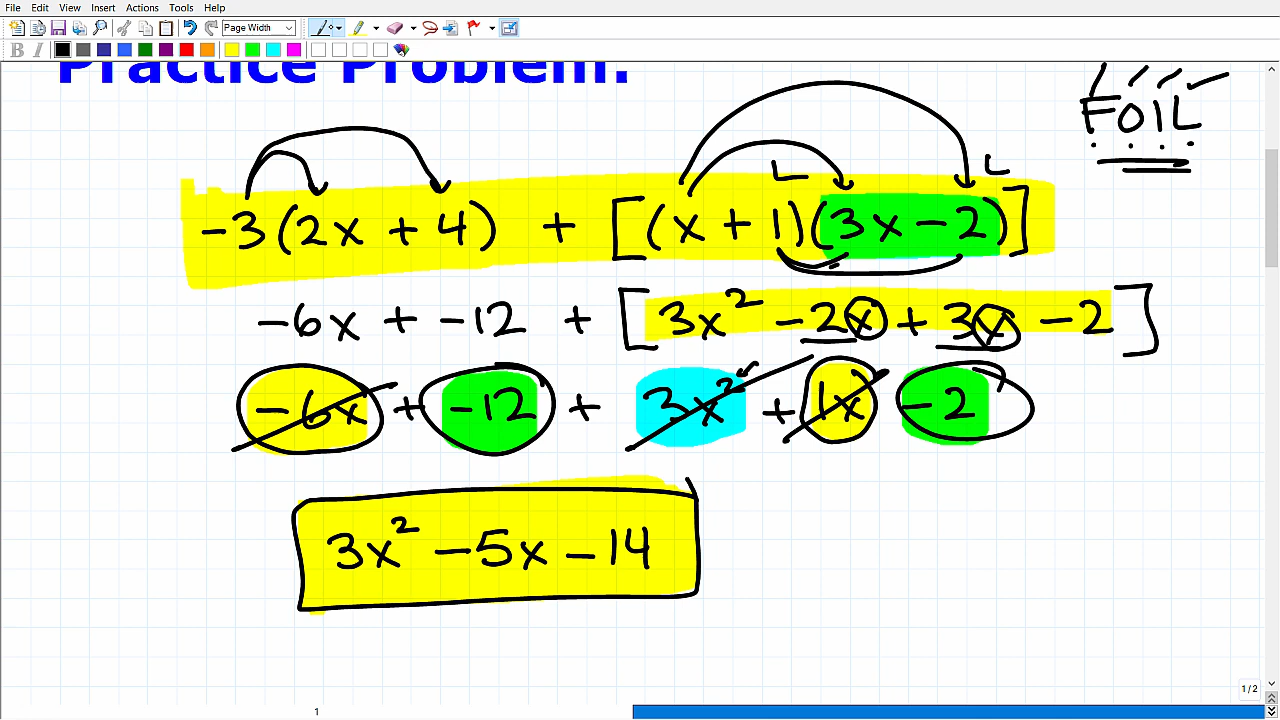 File Edit View Insert Actions Tools Help
Page Width
B I
Practice Problem:
FOIL
L L
-3(2x + 4) + [(x + 1)(3x - 2)]
-6x + -12 + [3x² - 2x + 3x - 2]
-6x + -12 + 3x² + 1x - 2
3x² - 5x - 14
1/2
1